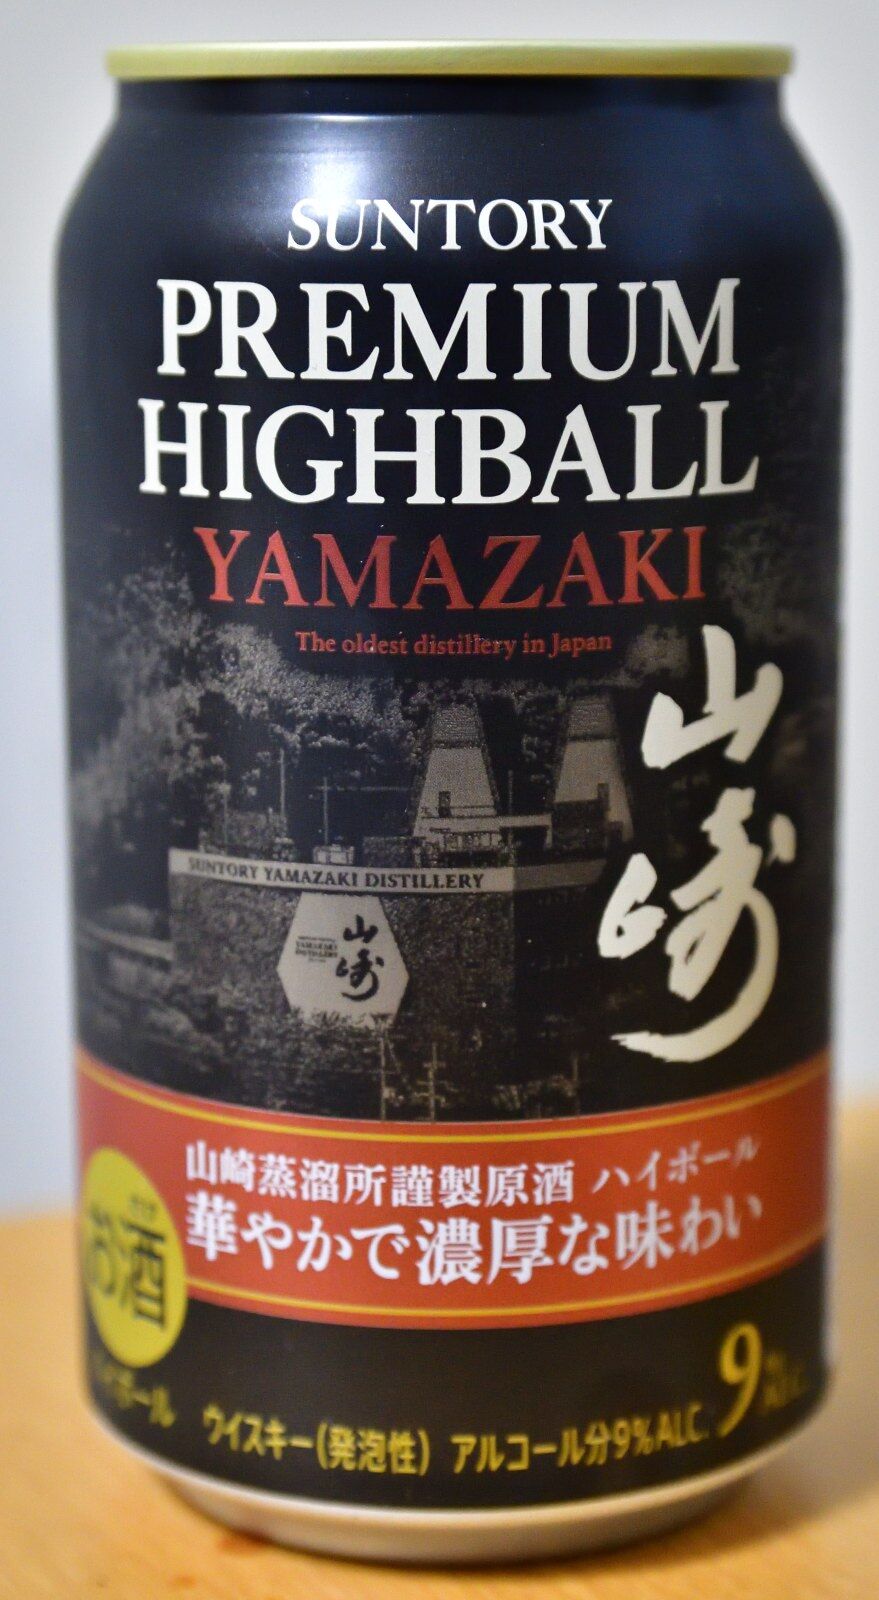 SUNTORY
PREMIUM
HIGHBALL
YAMAZAKI
The oldest distillery in Japan
山崎
SUNTORY YAMAZAKI DISTILLERY
山崎
YAMAZAKI
DISTILLERY
山崎蒸溜所謹製原酒 ハイボール
華やかで濃厚な味わい
お酒
ウイスキー(発泡性) アルコール分9%ALC.
9% ALC.